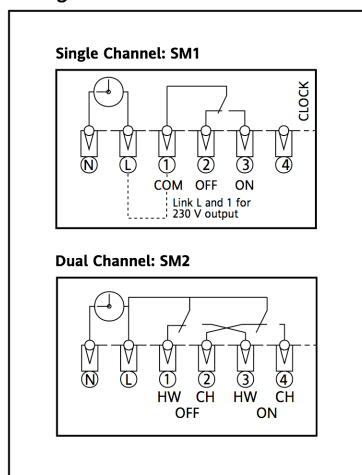 Single Channel: SM1
CLOCK
N L 1 2 3 4
COM OFF ON
Link L and 1 for
230 V output
Dual Channel: SM2
N L 1 2 3 4
HW CH HW CH
OFF ON